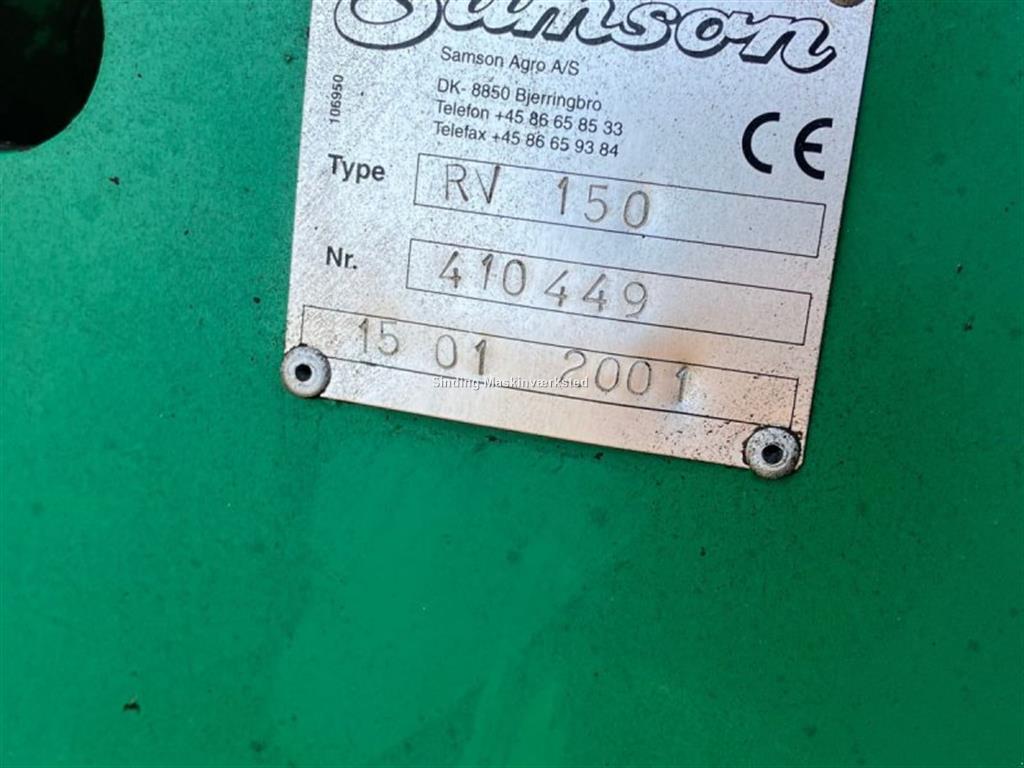 Samson
Samson Agro A/S
DK- 8850 Bjerringbro
Telefon +45 86 65 85 33
Telefax +45 86 65 93 84
106950
CE
Type RV 150
Nr. 410449
15 01 2001
Sinding Maskinværksted